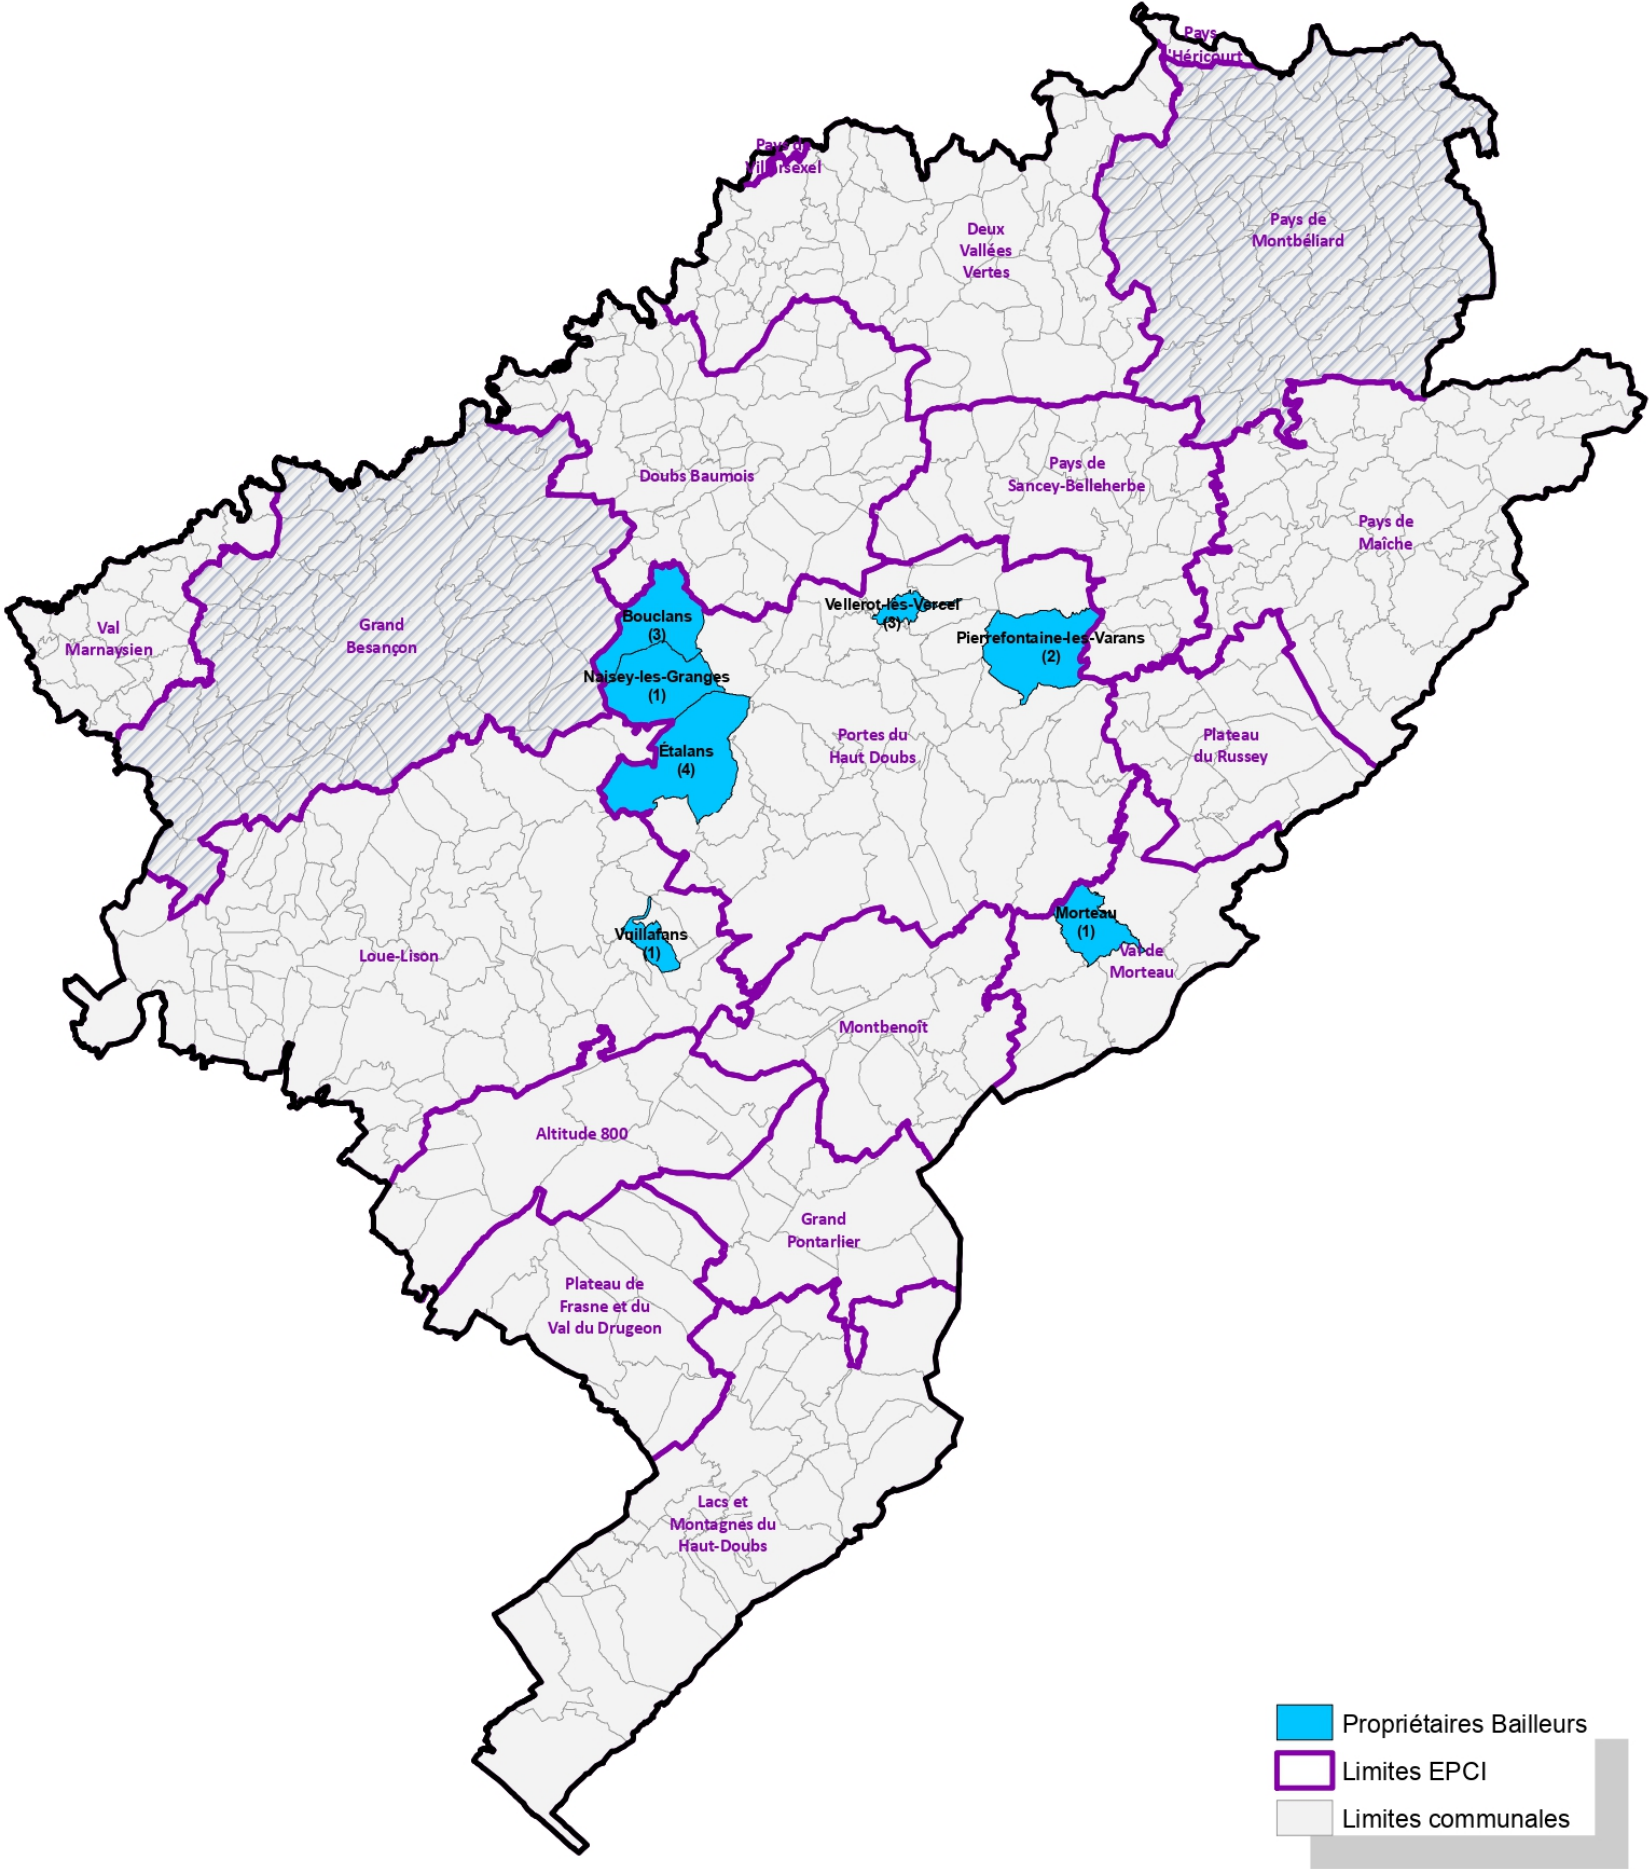 Pays
d'Héricourt
Pays de
Villersexel
Deux
Vallées
Vertes
Pays de
Montbéliard
Doubs Baumois
Pays de
Sancey-Belleherbe
Pays de
Maîche
Val
Marnaysien
Grand
Besançon
Bouclans
(3)
Vellerot-lès-Vercel
(3)
Pierrefontaine-les-Varans
(2)
Naisey-les-Granges
(1)
Étalans
(4)
Portes du
Haut Doubs
Plateau
du Russey
Morteau
(1)
Val de
Morteau
Vuillafans
(1)
Loue-Lison
Montbenoît
Altitude 800
Grand
Pontarlier
Plateau de
Frasne et du
Val du Drugeon
Lacs et
Montagnes du
Haut-Doubs
Propriétaires Bailleurs
Limites EPCI
Limites communales